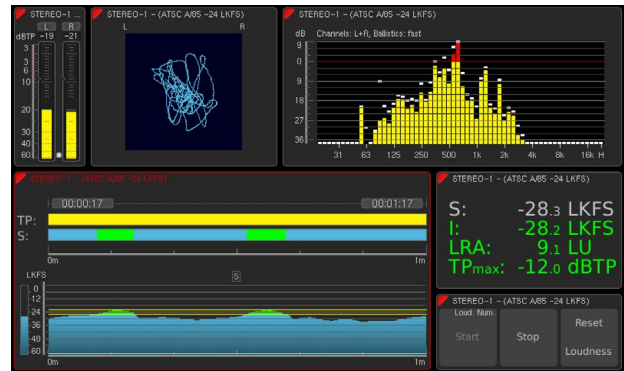 STEREO-1 ...
L R
dBTP -19 -21
3
3
6
10
20
30
40
60
STEREO-1 - (ATSC A/85 -24 LKFS)
L R
STEREO-1 - (ATSC A/85 -24 LKFS)
dB Channels: L+R, Ballistics: fast
9
0
9
18
27
36
31 63 125 250 500 1k 2k 4k 8k 16k H
STEREO-1 - (ATSC A/85 -24 LKFS)
00:00:17 00:01:17
TP:
S:
0m 1m
LKFS S
0
-12
-24
-36
-48
-60
0m 1m
STEREO-1 - (ATSC A/85 -24 LKFS)
S: -28.3 LKFS
I: -28.2 LKFS
LRA: 9.1 LU
TPmax: -12.0 dBTP
STEREO-1 - (ATSC A/85 -24 LKFS)
Loud. Num.
Start Stop Reset
Loudness